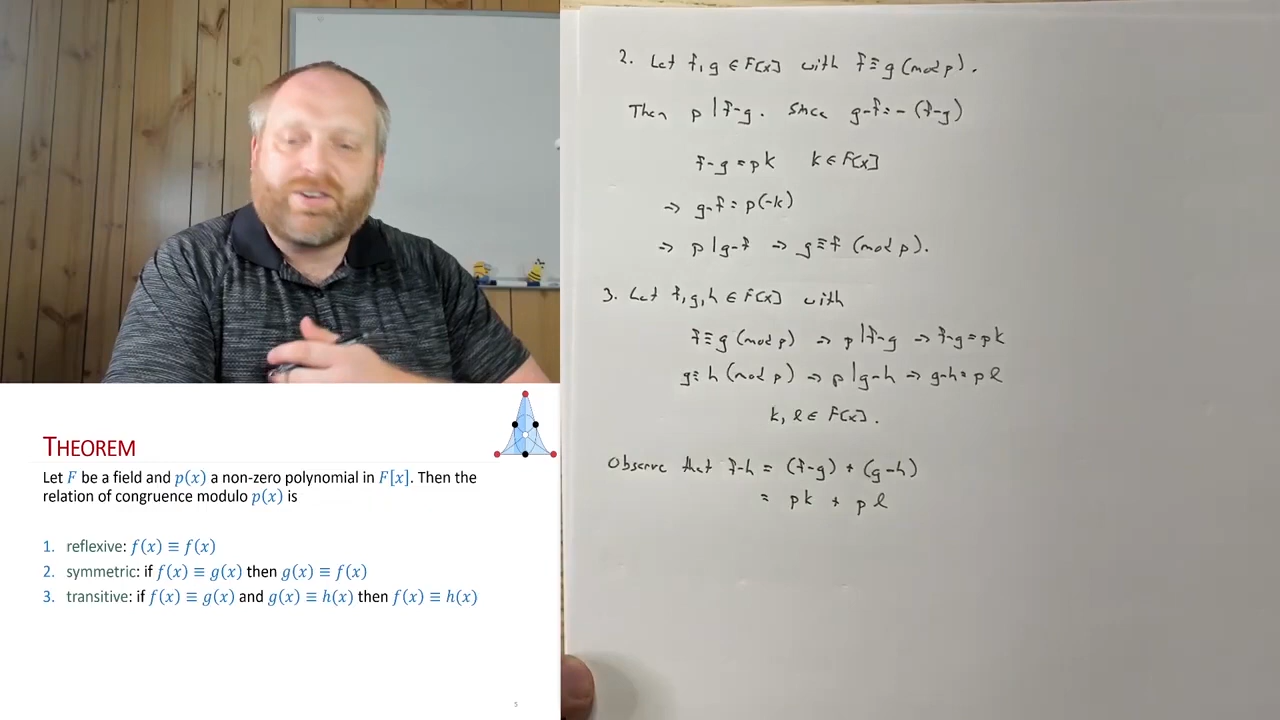 THEOREM
Let F be a field and p(x) a non-zero polynomial in F[x]. Then the
relation of congruence modulo p(x) is
1. reflexive: f(x) ≡ f(x)
2. symmetric: if f(x) ≡ g(x) then g(x) ≡ f(x)
3. transitive: if f(x) ≡ g(x) and g(x) ≡ h(x) then f(x) ≡ h(x)
5
2. Let f,g ∈ F[x] with f≡g (mod p).
Then p | f-g. Since g-f = -(f-g)
f-g = pk k ∈ F[x]
⇒ g-f = p(-k)
⇒ p | g-f ⇒ g≡f (mod p).
3. Let f,g,h ∈ F[x] with
f≡g (mod p) ⇒ p | f-g ⇒ f-g = pk
g≡h (mod p) ⇒ p | g-h ⇒ g-h = pℓ
k, ℓ ∈ F[x].
Observe that f-h = (f-g) + (g-h)
= pk + pℓ